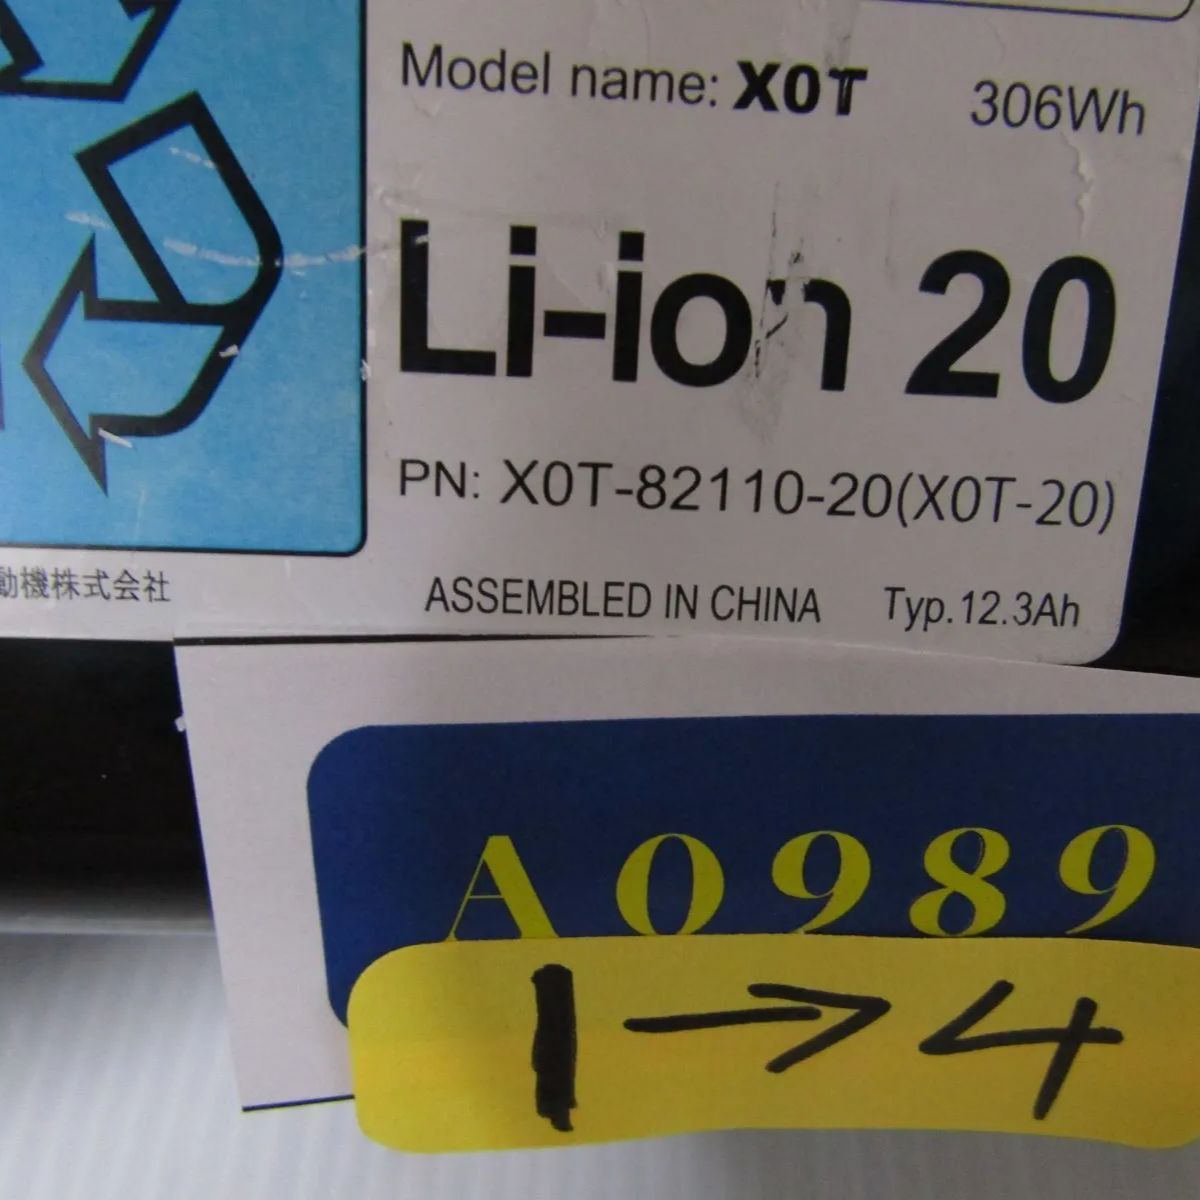 Model name: X0T 306Wh
Li-ion 20
PN: X0T-82110-20(X0T-20)
動機株式会社 ASSEMBLED IN CHINA Typ.12.3Ah
A0989
1→4